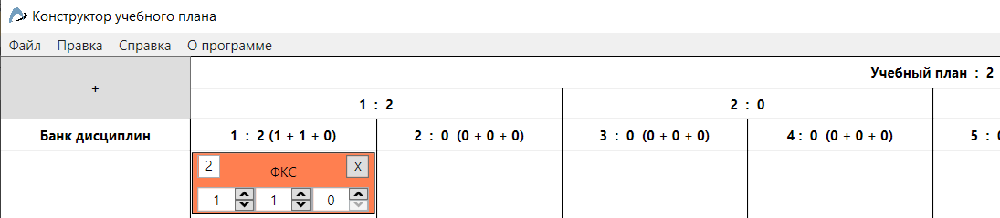 Конструктор учебного плана
Файл Правка Справка О программе
+ Учебный план : 2
1 : 2 2 : 0
Банк дисциплин 1 : 2 (1 + 1 + 0) 2 : 0 (0 + 0 + 0) 3 : 0 (0 + 0 + 0) 4 : 0 (0 + 0 + 0) 5 :
2 ФКС X
1 1 0